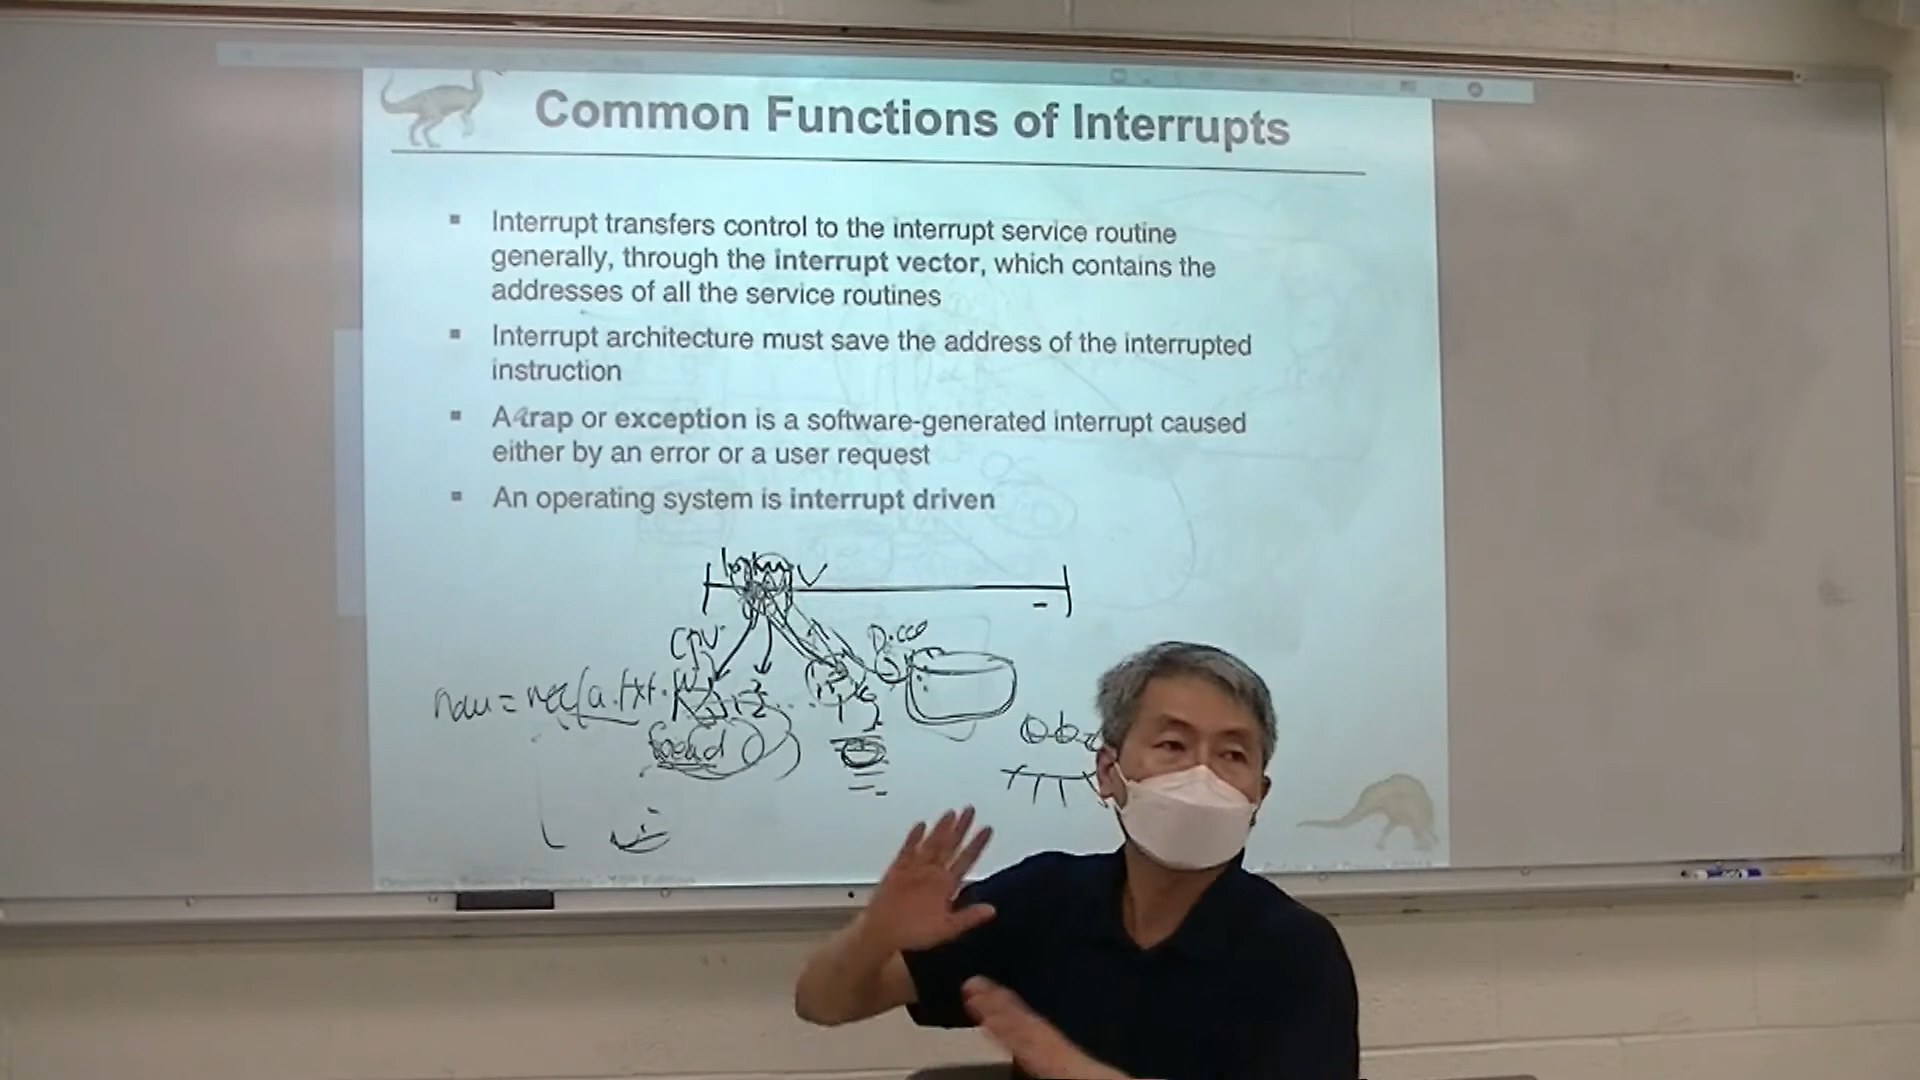 Common Functions of Interrupts
Interrupt transfers control to the interrupt service routine
generally, through the interrupt vector, which contains the
addresses of all the service routines
Interrupt architecture must save the address of the interrupted
instruction
A trap or exception is a software-generated interrupt caused
either by an error or a user request
An operating system is interrupt driven
CPU